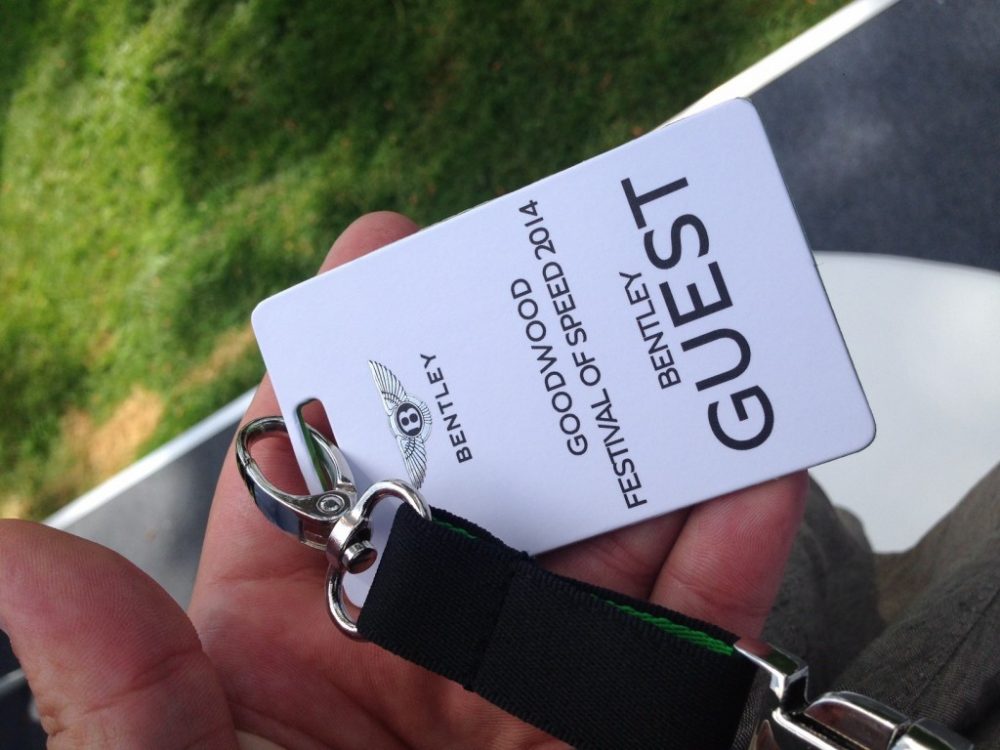 B
BENTLEY
GOODWOOD
FESTIVAL OF SPEED 2014
BENTLEY
GUEST